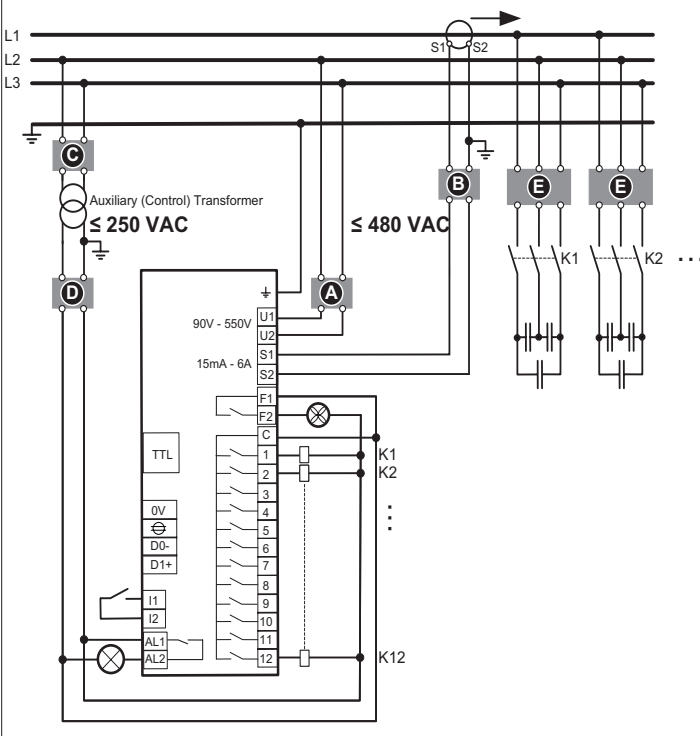 L1
S1 S2
L2
L3
C
B
E
E
Auxiliary (Control) Transformer
≤ 250 VAC
≤ 480 VAC
K1
K2 ...
D
A
90V - 550V
U1
U2
15mA - 6A
S1
S2
F1
F2
C
TTL
1
K1
2
K2
3
0V
4
5
D0-
6
D1+
7
8
I1
9
I2
10
AL1
11
AL2
12
K12